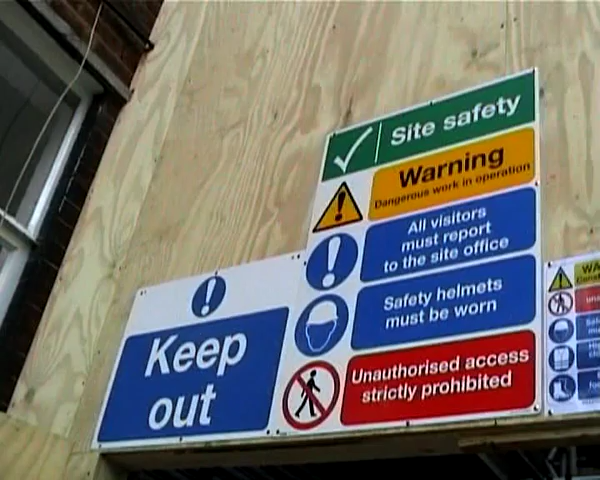 Site safety
Warning
Dangerous work in operation
All visitors
must report
to the site office
Safety helmets
must be worn
Unauthorised access
strictly prohibited
Keep
out